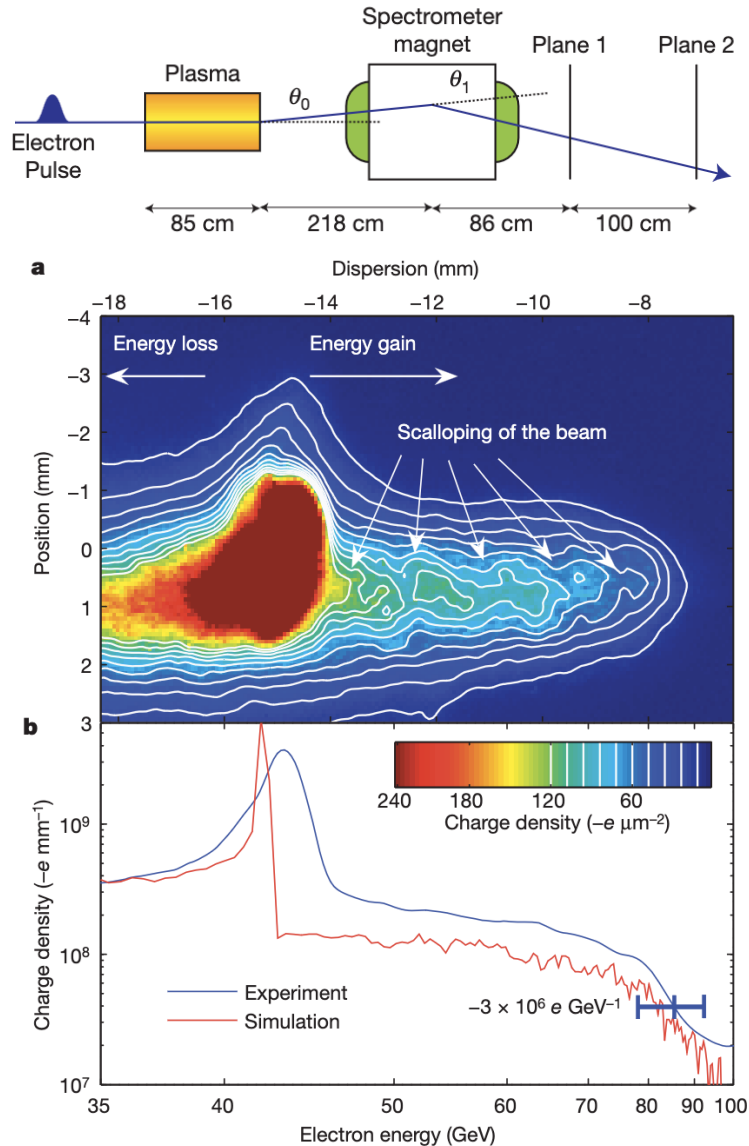 Spectrometer
magnet
Plane 1
Plane 2
Plasma
θ0
θ1
Electron
Pulse
85 cm
218 cm
86 cm
100 cm
a
Dispersion (mm)
−18 −16 −14 −12 −10 −8
Energy loss
Energy gain
Scalloping of the beam
Position (mm)
−4
−3
−2
−1
0
1
2
3
b
240 180 120 60
Charge density (−e µm⁻²)
Charge density (−e mm⁻¹)
10⁹
10⁸
10⁷
Experiment
Simulation
−3 × 10⁶ e GeV⁻¹
35 40 50 60 70 80 90 100
Electron energy (GeV)